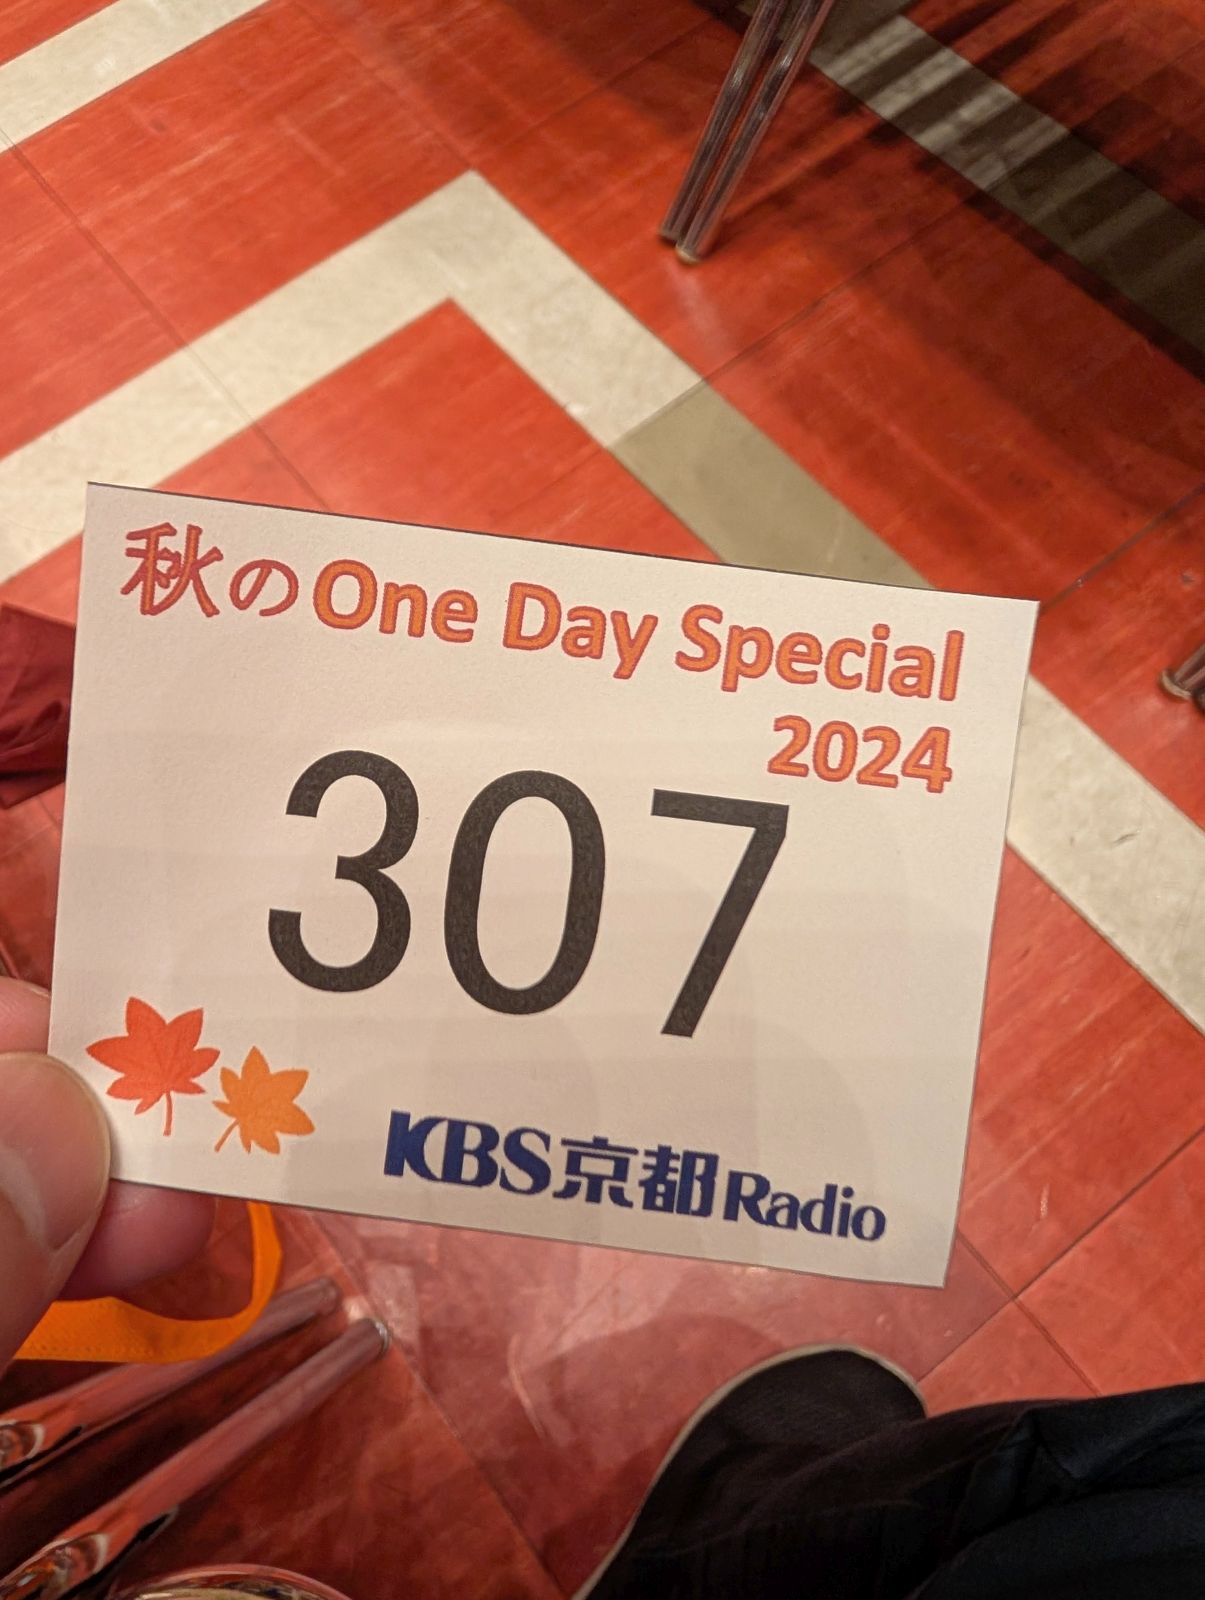 秋のOne Day Special
2024
307
KBS京都Radio